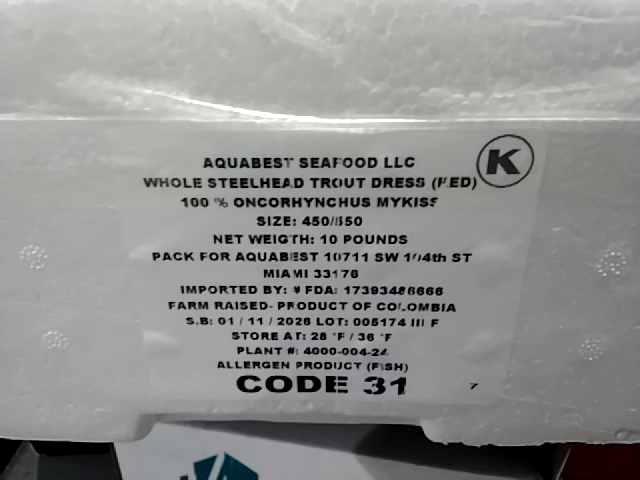 AQUABEST SEAFOOD LLC
K
WHOLE STEELHEAD TROUT DRESS (RED)
100 % ONCORHYNCHUS MYKISS
SIZE: 450/550
NET WEIGTH: 10 POUNDS
PACK FOR AQUABEST 10711 SW 104th ST
MIAMI 33176
IMPORTED BY: # FDA: 17393486666
FARM RAISED- PRODUCT OF COLOMBIA
S.B: 01 / 11 / 2026 LOT: 005174 III F
STORE AT: 28 °F / 36 °F
PLANT #: 4000-004-24
ALLERGEN PRODUCT (FISH)
CODE 31
7